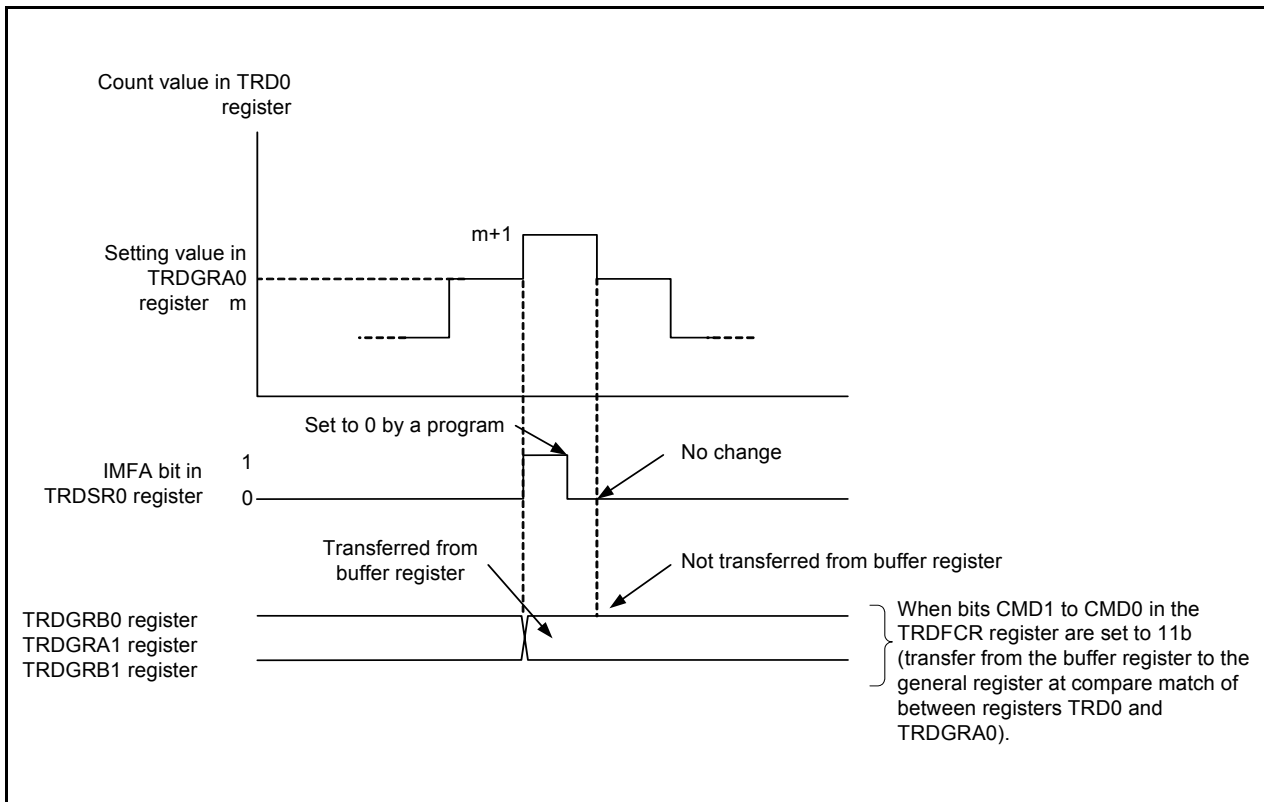 Count value in TRD0
register
m+1
Setting value in
TRDGRA0
register m
Set to 0 by a program
No change
IMFA bit in
TRDSR0 register
1
0
Transferred from
buffer register
Not transferred from buffer register
TRDGRB0 register
TRDGRA1 register
TRDGRB1 register
When bits CMD1 to CMD0 in the
TRDFCR register are set to 11b
(transfer from the buffer register to the
general register at compare match of
between registers TRD0 and
TRDGRA0).